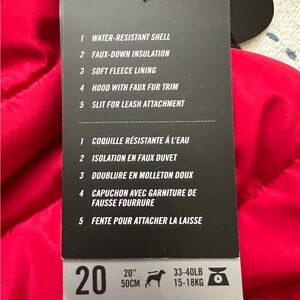 1 WATER-RESISTANT SHELL
2 FAUX-DOWN INSULATION
3 SOFT FLEECE LINING
4 HOOD WITH FAUX FUR TRIM
5 SLIT FOR LEASH ATTACHMENT
1 COQUILLE RÉSISTANTE À L'EAU
2 ISOLATION EN FAUX DUVET
3 DOUBLURE EN MOLLETON DOUX
4 CAPUCHON AVEC GARNITURE DE
FAUSSE FOURRURE
5 FENTE POUR ATTACHER LA LAISSE
20 20" 33-40LB
50CM 15-18KG